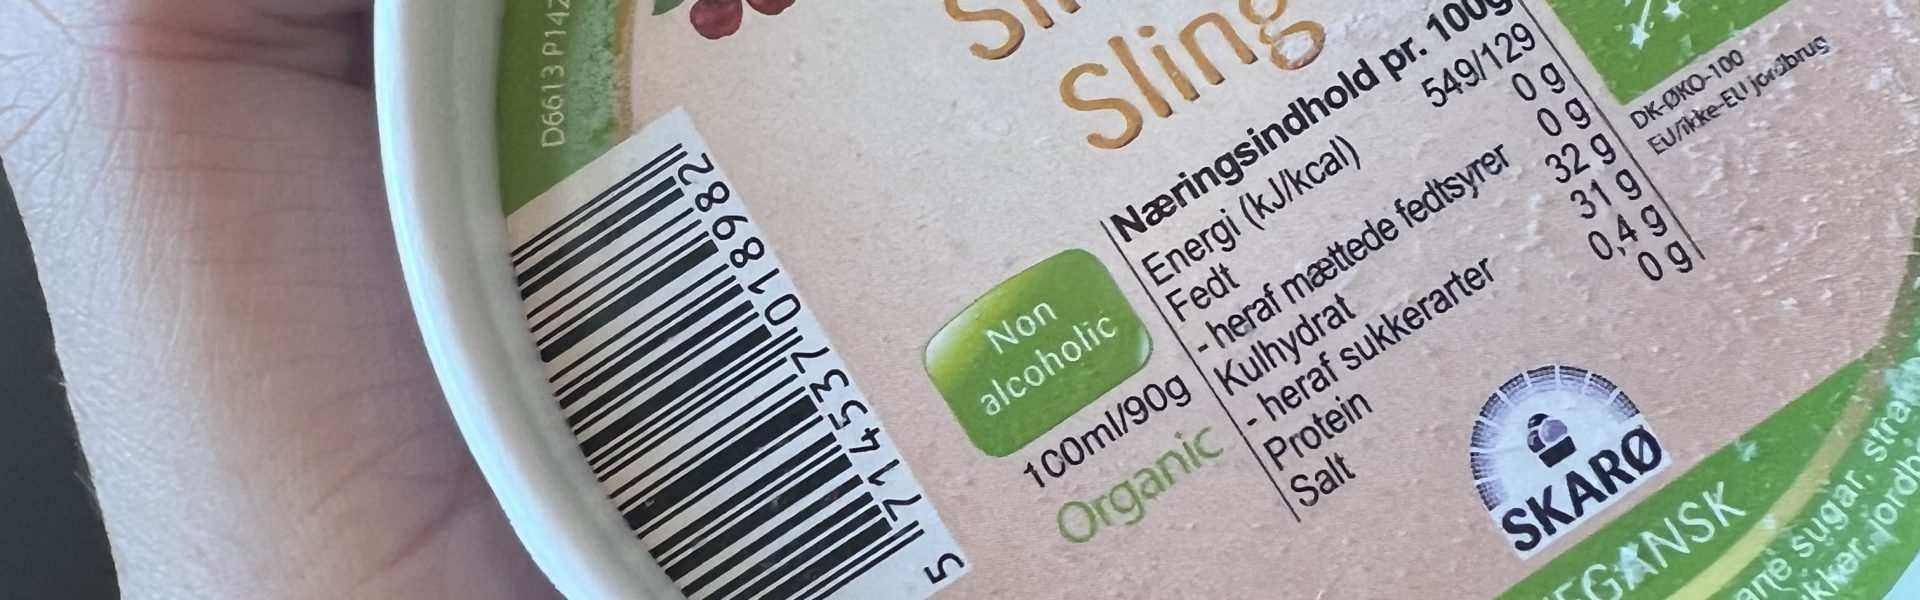 D6613 P142
Sling
Næringsindhold pr. 100g
Energi (kJ/kcal) 549/129
Fedt 0 g
- heraf mættede fedtsyrer 0 g
Kulhydrat 32 g
- heraf sukkerarter 31 g
Protein 0,4 g
Salt 0 g
DK-ØKO-100
EU/ikke-EU jordbrug
Non
alcoholic
100ml/90g
Organic
5 714537 018982
SKARØ
sugar,